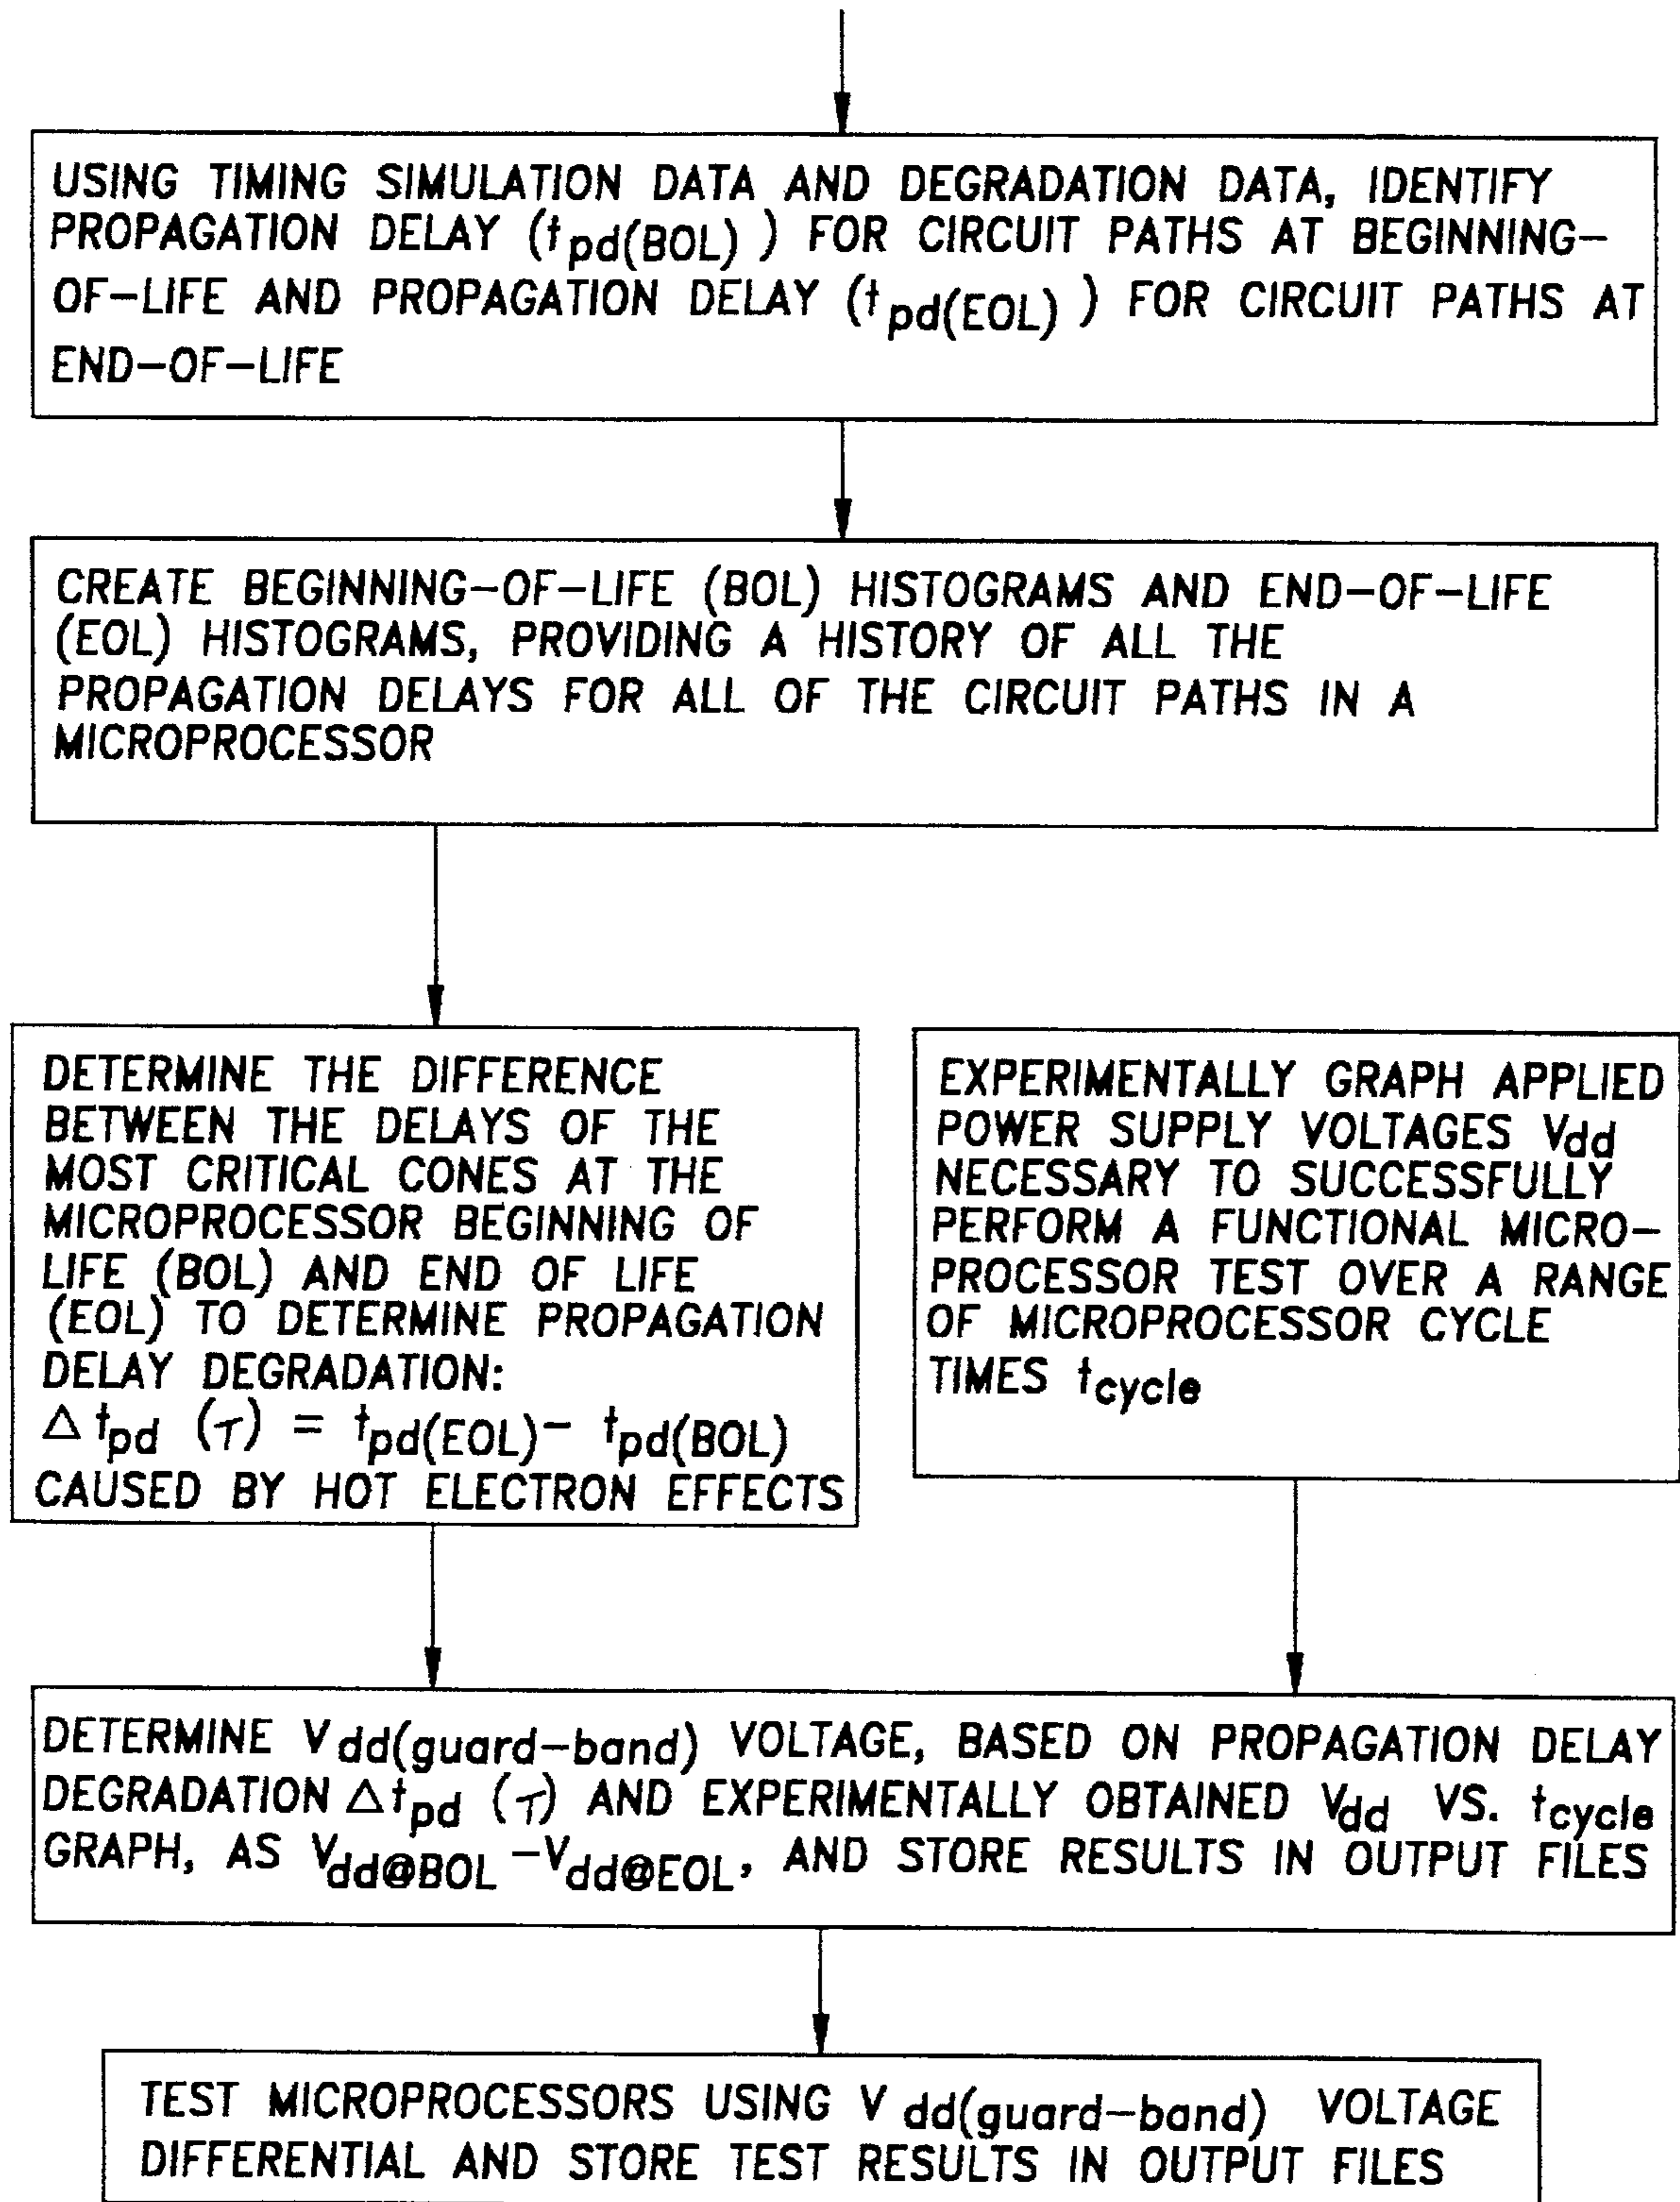 USING TIMING SIMULATION DATA AND DEGRADATION DATA, IDENTIFY
PROPAGATION DELAY (tpd(BOL) ) FOR CIRCUIT PATHS AT BEGINNING-
OF-LIFE AND PROPAGATION DELAY (tpd(EOL) ) FOR CIRCUIT PATHS AT
END-OF-LIFE
CREATE BEGINNING-OF-LIFE (BOL) HISTOGRAMS AND END-OF-LIFE
(EOL) HISTOGRAMS, PROVIDING A HISTORY OF ALL THE
PROPAGATION DELAYS FOR ALL OF THE CIRCUIT PATHS IN A
MICROPROCESSOR
DETERMINE THE DIFFERENCE
BETWEEN THE DELAYS OF THE
MOST CRITICAL CONES AT THE
MICROPROCESSOR BEGINNING OF
LIFE (BOL) AND END OF LIFE
(EOL) TO DETERMINE PROPAGATION
DELAY DEGRADATION:
Δ tpd (τ) = tpd(EOL)- tpd(BOL)
CAUSED BY HOT ELECTRON EFFECTS
EXPERIMENTALLY GRAPH APPLIED
POWER SUPPLY VOLTAGES Vdd
NECESSARY TO SUCCESSFULLY
PERFORM A FUNCTIONAL MICRO-
PROCESSOR TEST OVER A RANGE
OF MICROPROCESSOR CYCLE
TIMES tcycle
DETERMINE Vdd(guard-band) VOLTAGE, BASED ON PROPAGATION DELAY
DEGRADATION Δtpd (τ) AND EXPERIMENTALLY OBTAINED Vdd VS. tcycle
GRAPH, AS Vdd@BOL -Vdd@EOL, AND STORE RESULTS IN OUTPUT FILES
TEST MICROPROCESSORS USING V dd(guard-band) VOLTAGE
DIFFERENTIAL AND STORE TEST RESULTS IN OUTPUT FILES